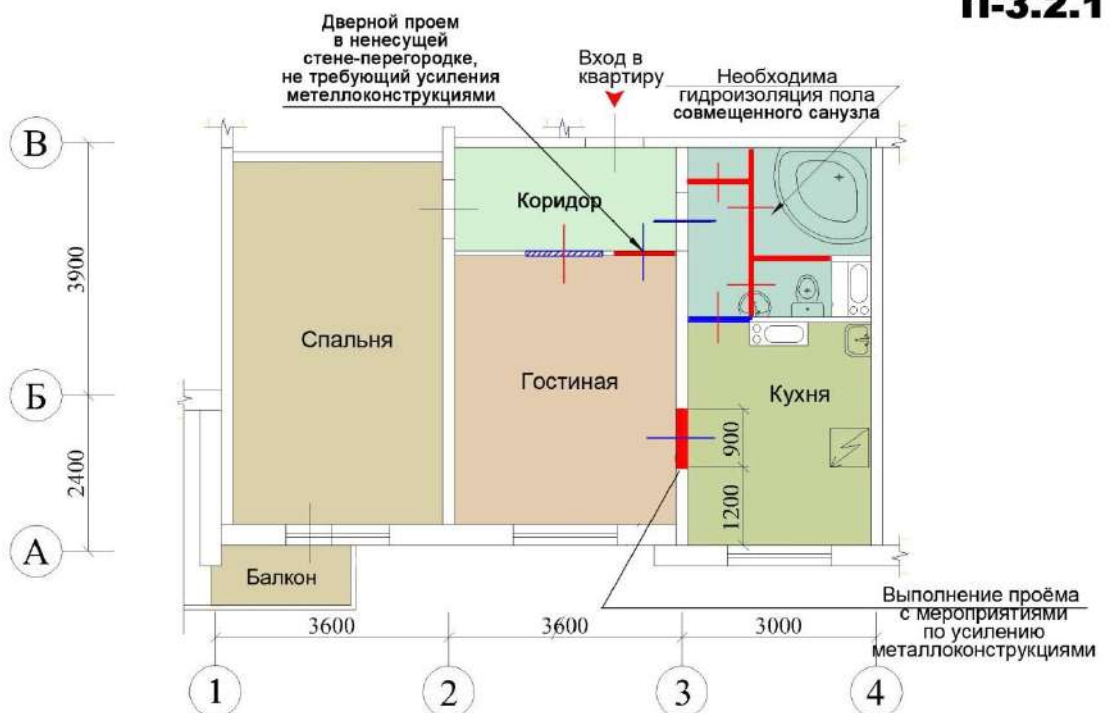 П-3.2.1
Дверной проем
в ненесущей
стене-перегородке,
не требующий усиления
метеллоконструкциями
Вход в
квартиру
Необходима
гидроизоляция пола
совмещенного санузла
В
Коридор
3900
Спальня
Гостиная
Кухня
Б
900
2400
1200
А
Балкон
Выполнение проёма
с мероприятиями
по усилению
металлоконструкциями
3600
3600
3000
1
2
3
4